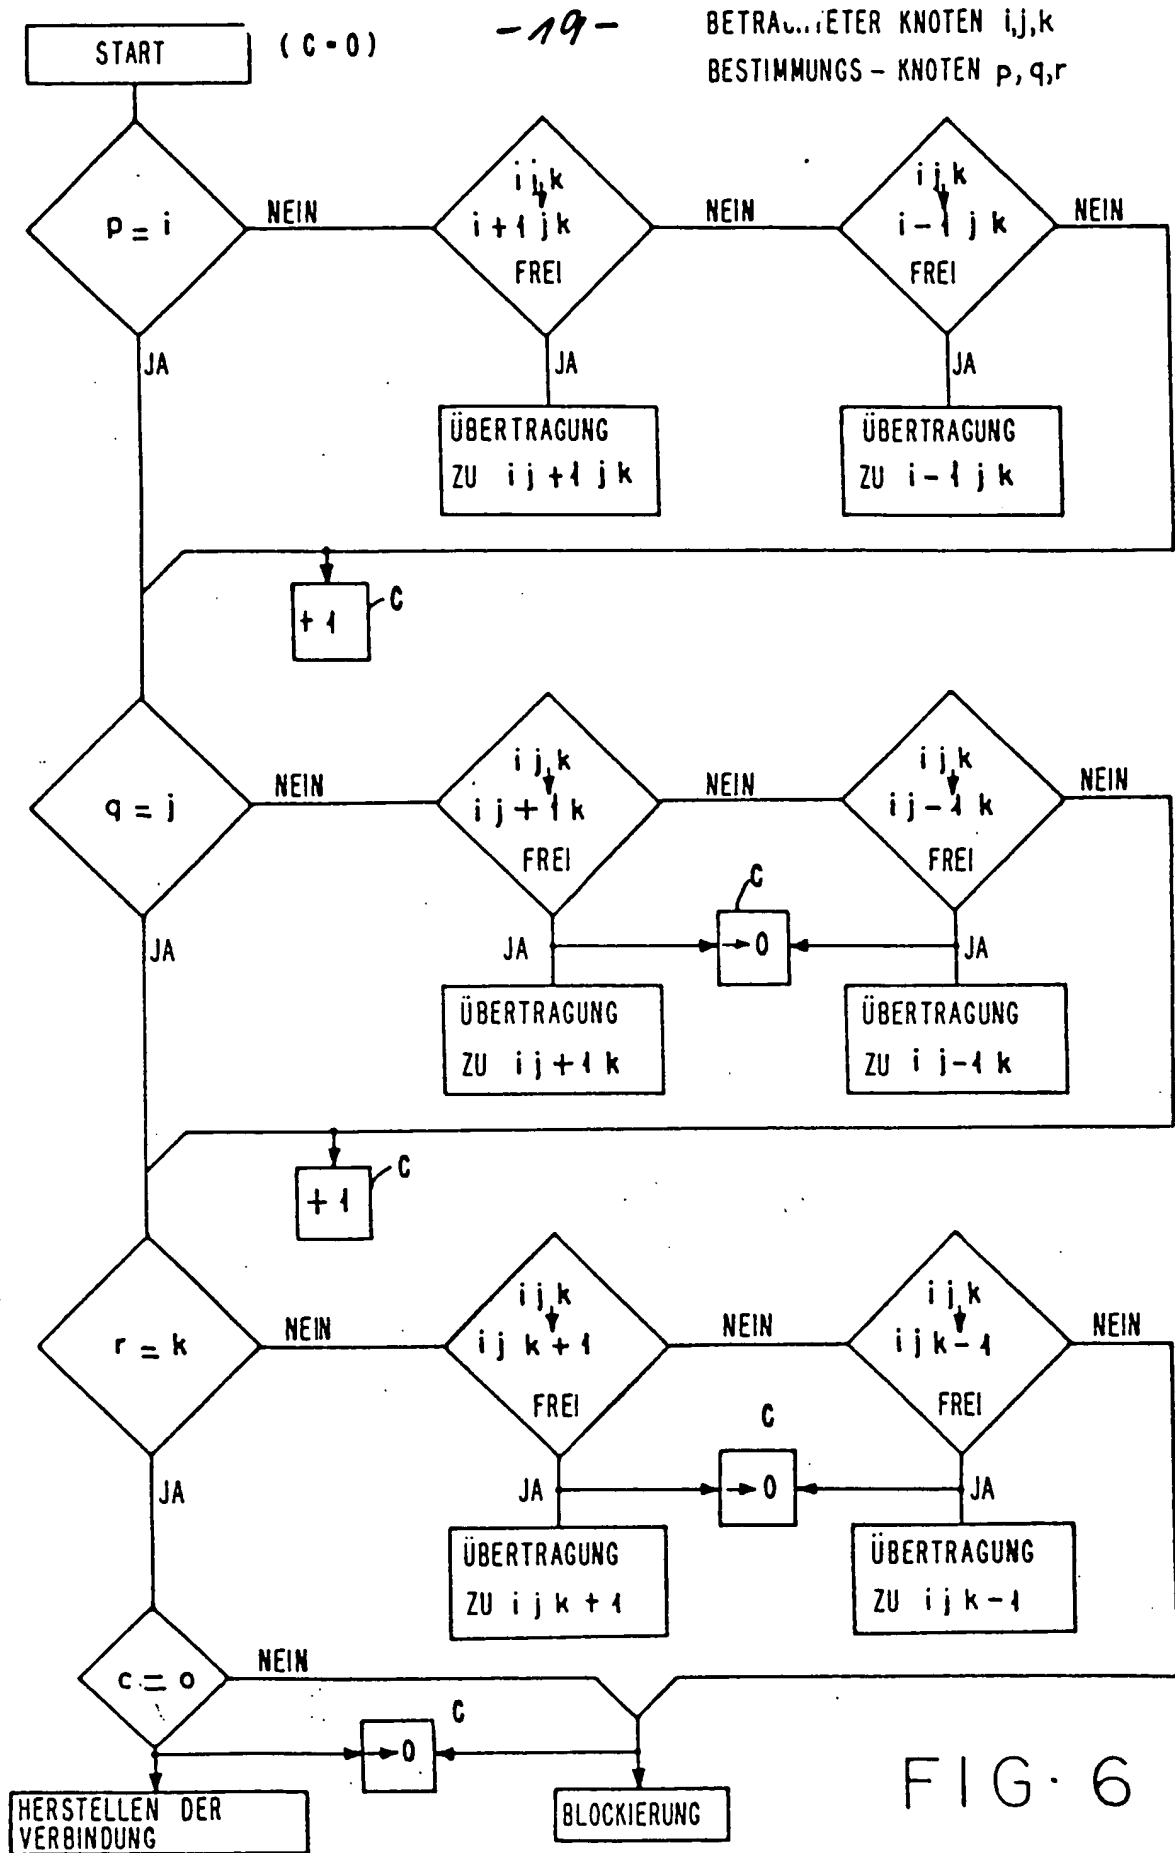 START
( C = 0 )
- 19 -
KNOTEN i,j,k
BESTIMMUNGS - KNOTEN p, q, r
p = i
NEIN
i j, k
i + 1 j k
FREI
NEIN
i j, k
i - 1 j k
FREI
NEIN
JA
JA
JA
ÜBERTRAGUNG
ZU i j + 1 j k
ÜBERTRAGUNG
ZU i - 1 j k
+ 1
C
q = j
NEIN
i j, k
i j + 1 k
FREI
NEIN
i j, k
i j - 1 k
FREI
NEIN
JA
JA
C
→ 0
JA
ÜBERTRAGUNG
ZU i j + 1 k
ÜBERTRAGUNG
ZU i j - 1 k
+ 1
C
r = k
NEIN
i j, k
i j k + 1
FREI
NEIN
i j, k
i j k - 1
FREI
NEIN
JA
JA
C
→ 0
JA
ÜBERTRAGUNG
ZU i j k + 1
ÜBERTRAGUNG
ZU i j k - 1
c = o
NEIN
C
→ 0
HERSTELLEN DER
VERBINDUNG
BLOCKIERUNG
FIG. 6